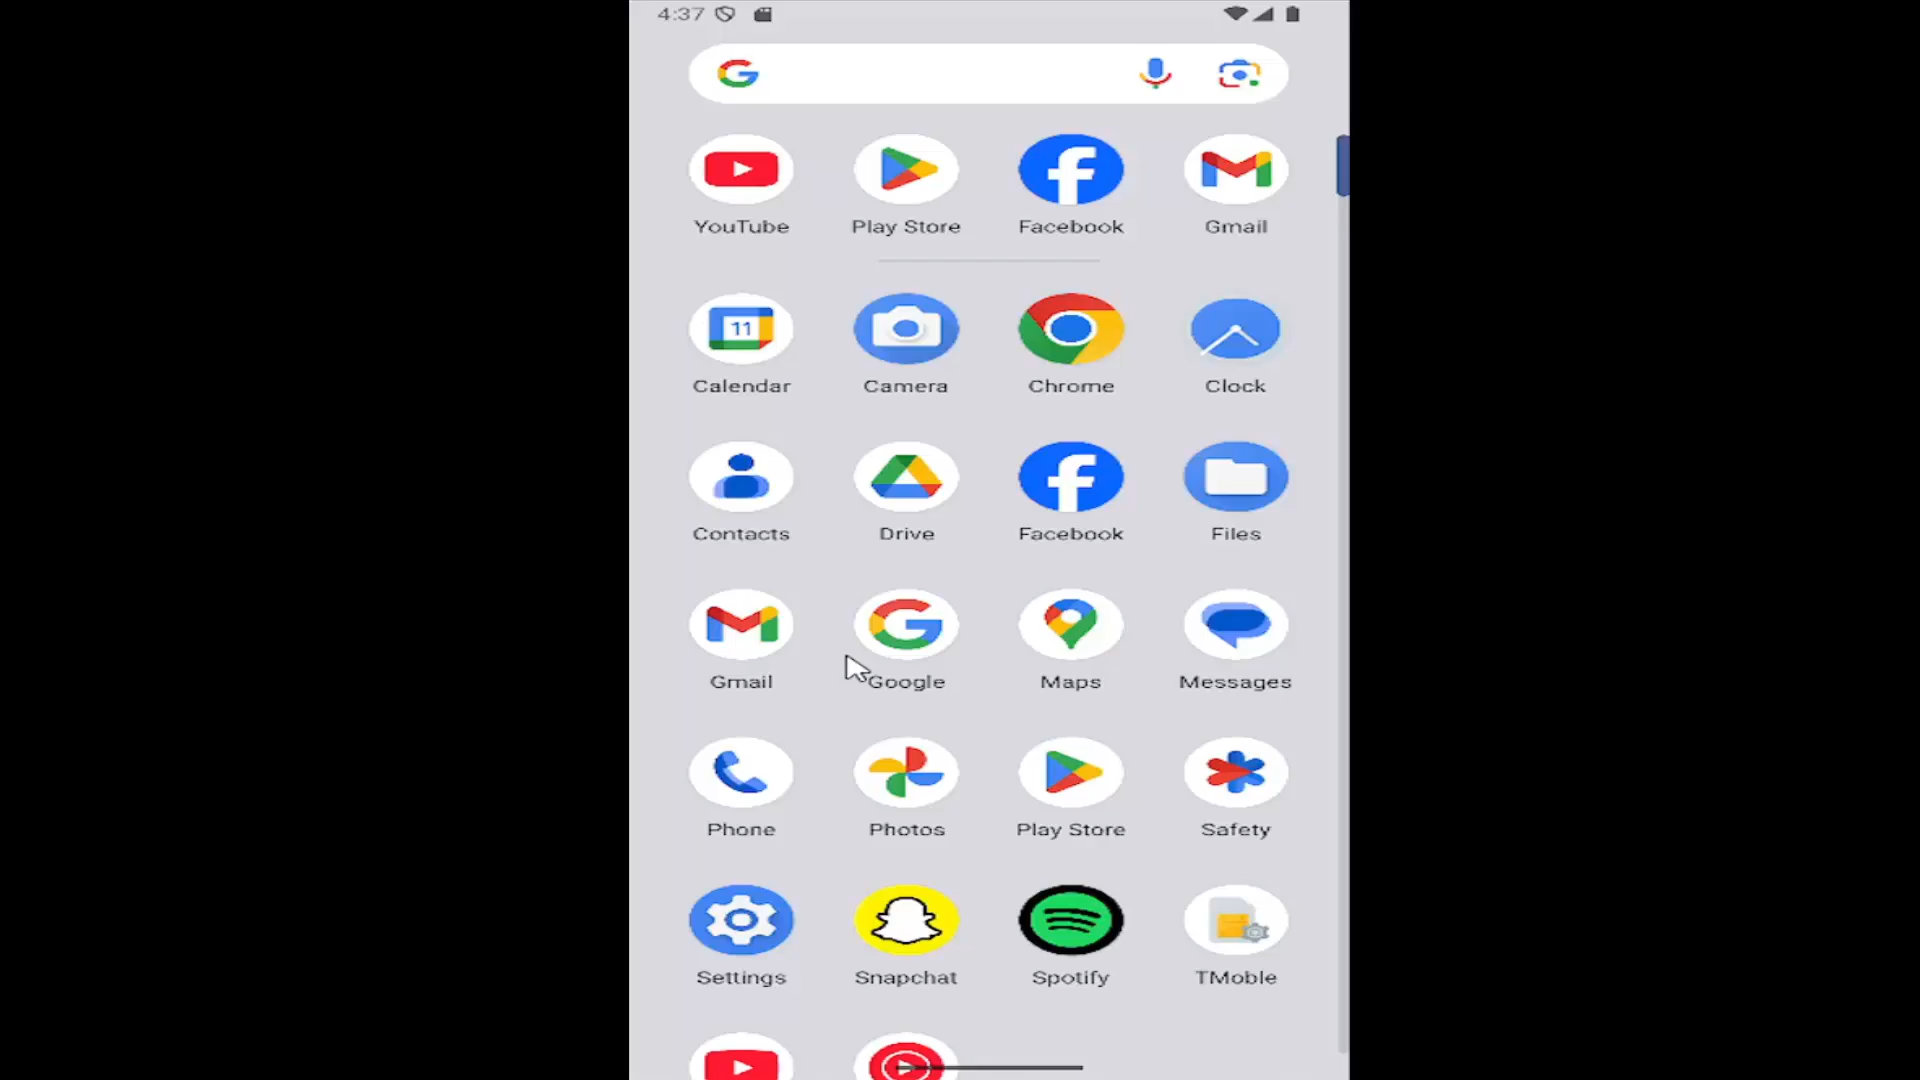 4:37
YouTube Play Store Facebook Gmail
11
Calendar Camera Chrome Clock
Contacts Drive Facebook Files
Gmail Google Maps Messages
Phone Photos Play Store Safety
Settings Snapchat Spotify TMoble